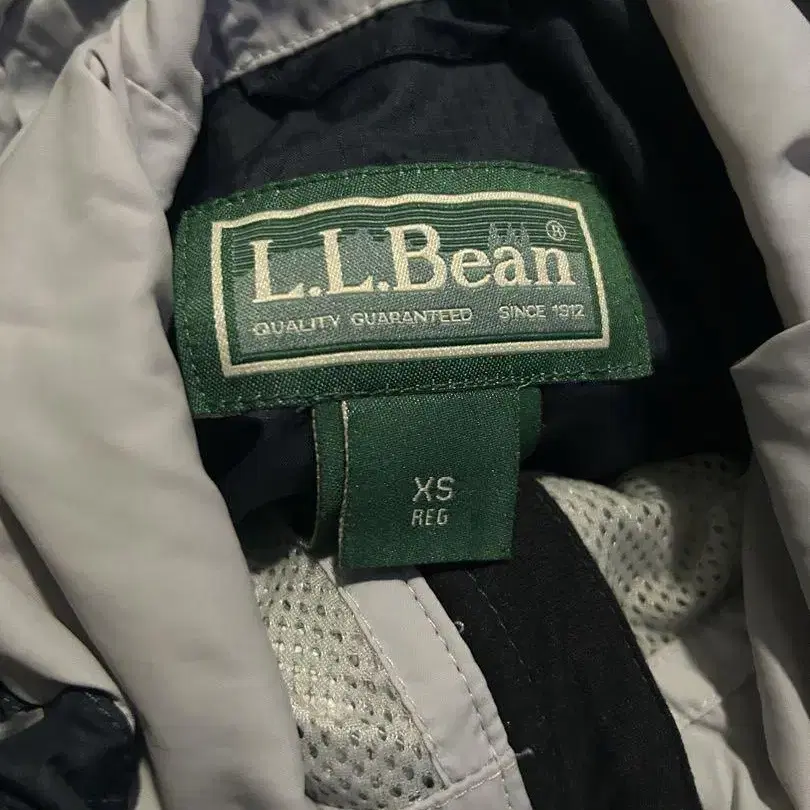 L.L.Bean®
QUALITY GUARANTEED SINCE 1912
XS
REG